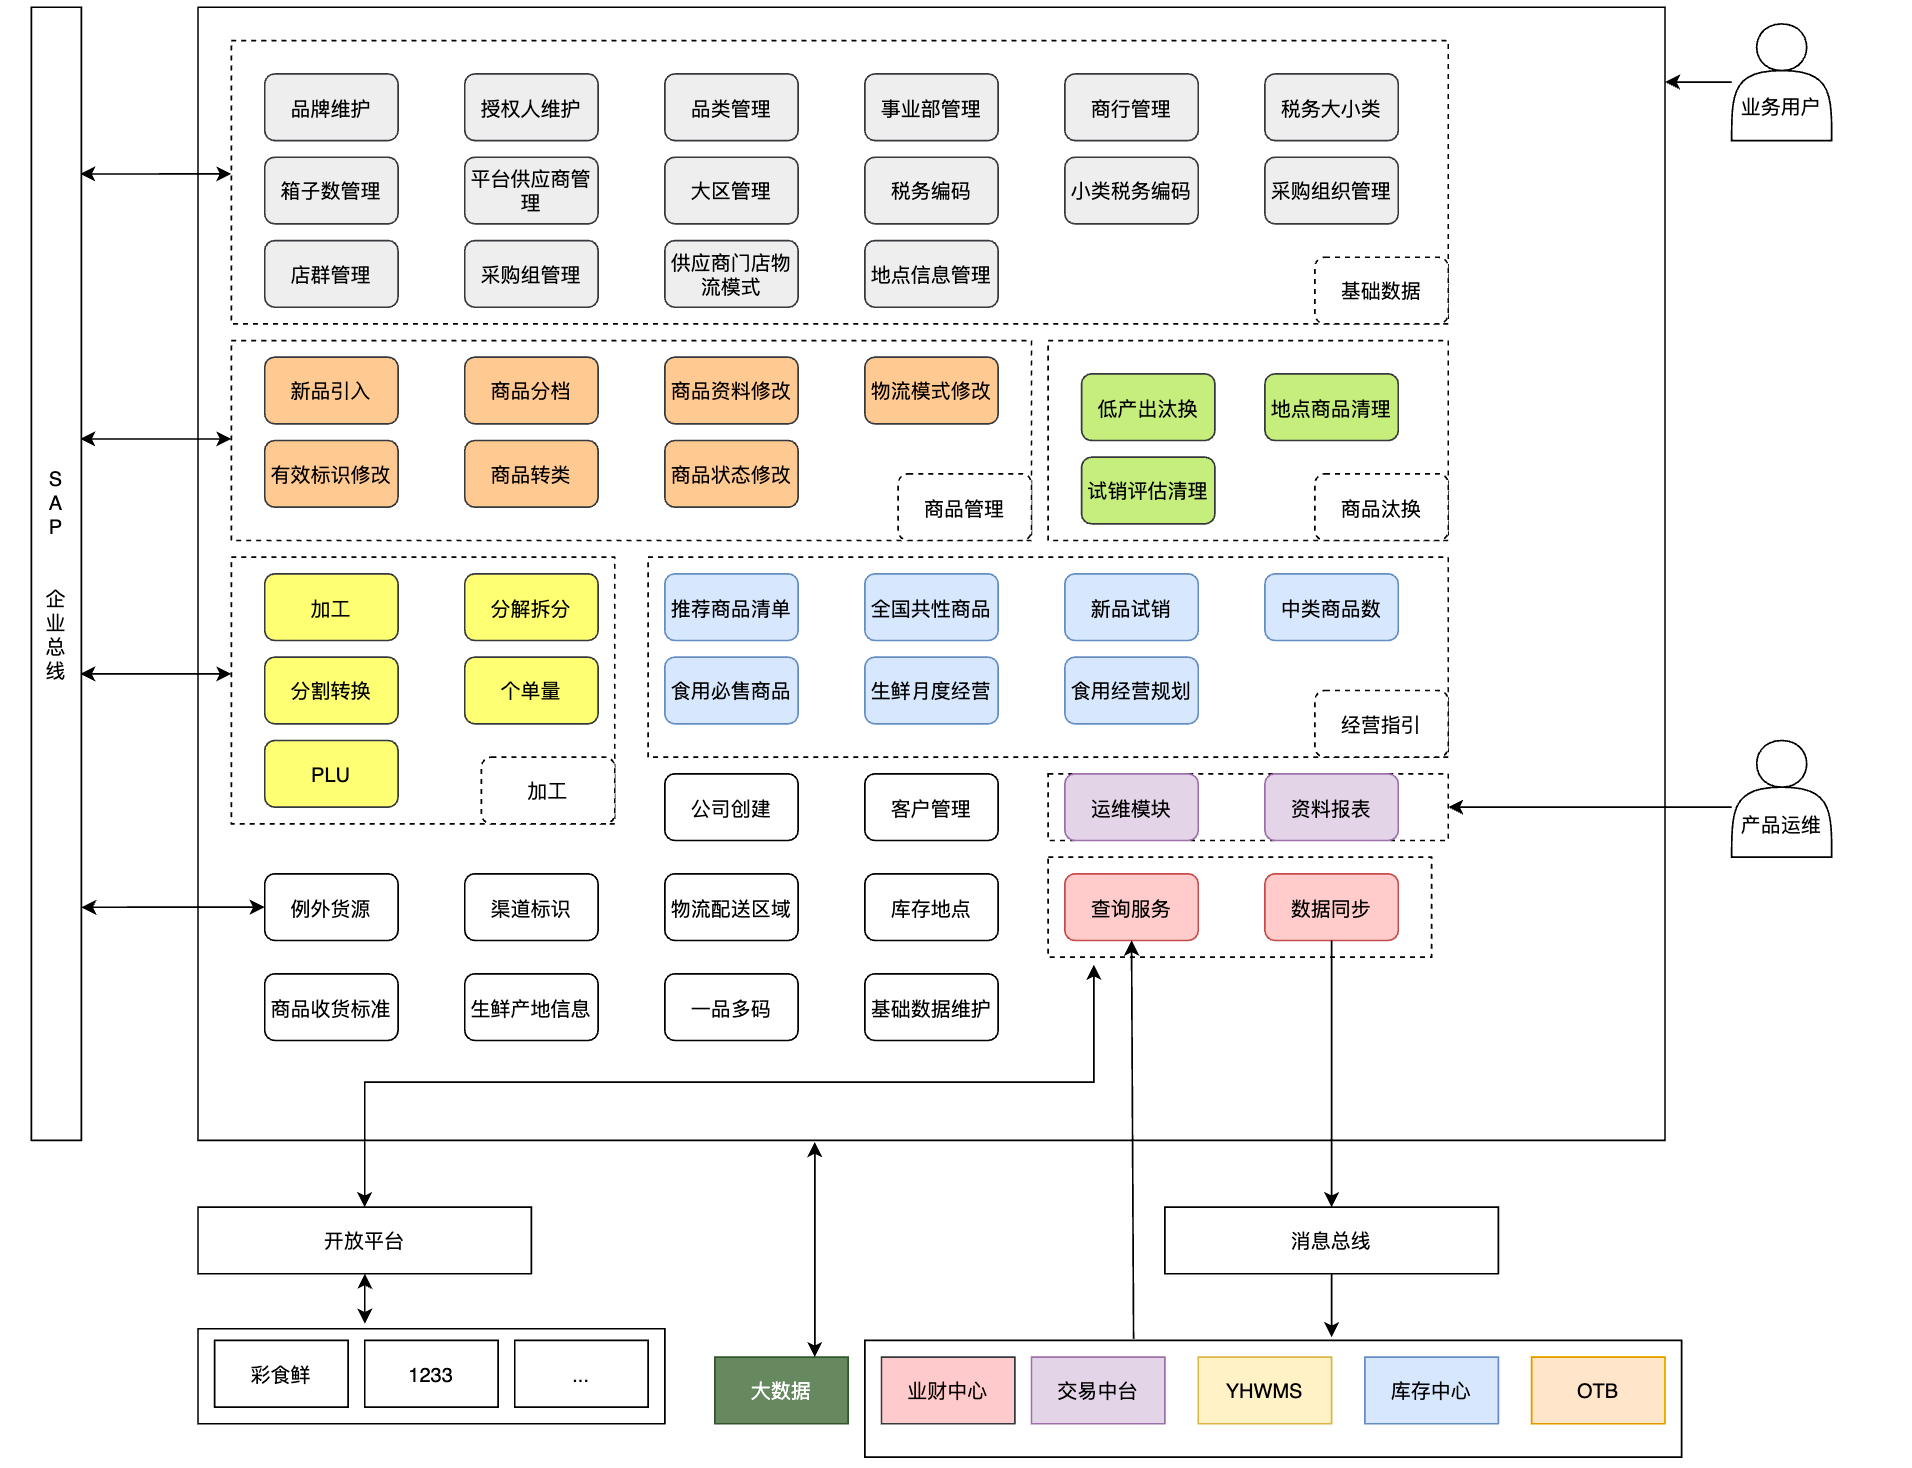 S
A
P
企
业
总
线
品牌维护
授权人维护
品类管理
事业部管理
商行管理
税务大小类
箱子数管理
平台供应商管
理
大区管理
税务编码
小类税务编码
采购组织管理
店群管理
采购组管理
供应商门店物
流模式
地点信息管理
基础数据
新品引入
商品分档
商品资料修改
物流模式修改
有效标识修改
商品转类
商品状态修改
商品管理
低产出汰换
地点商品清理
试销评估清理
商品汰换
加工
分解拆分
分割转换
个单量
PLU
加工
推荐商品清单
全国共性商品
新品试销
中类商品数
食用必售商品
生鲜月度经营
食用经营规划
经营指引
公司创建
客户管理
运维模块
资料报表
例外货源
渠道标识
物流配送区域
库存地点
查询服务
数据同步
商品收货标准
生鲜产地信息
一品多码
基础数据维护
业务用户
产品运维
开放平台
消息总线
彩食鲜
1233
...
大数据
业财中心
交易中台
YHWMS
库存中心
OTB